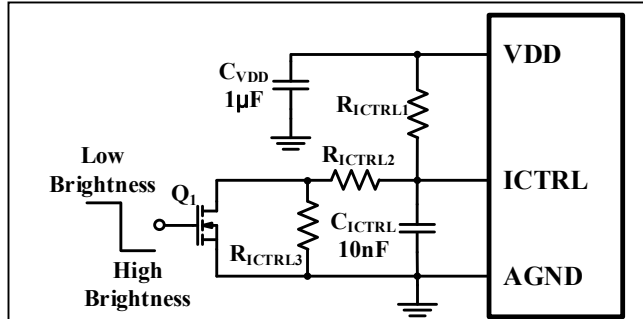 VDD
CVDD
1µF
RICTRL1
Low
Brightness
RICTRL2
Q1
ICTRL
CICTRL
10nF
RICTRL3
High
Brightness
AGND